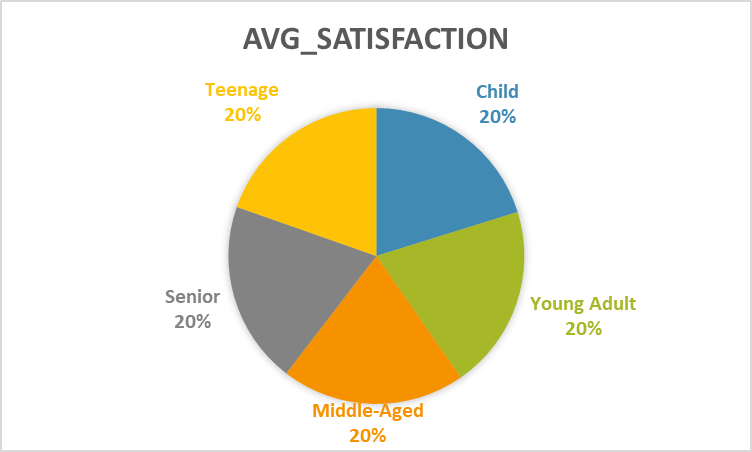 AVG_SATISFACTION
Teenage
20%
Child
20%
Young Adult
20%
Senior
20%
Middle-Aged
20%